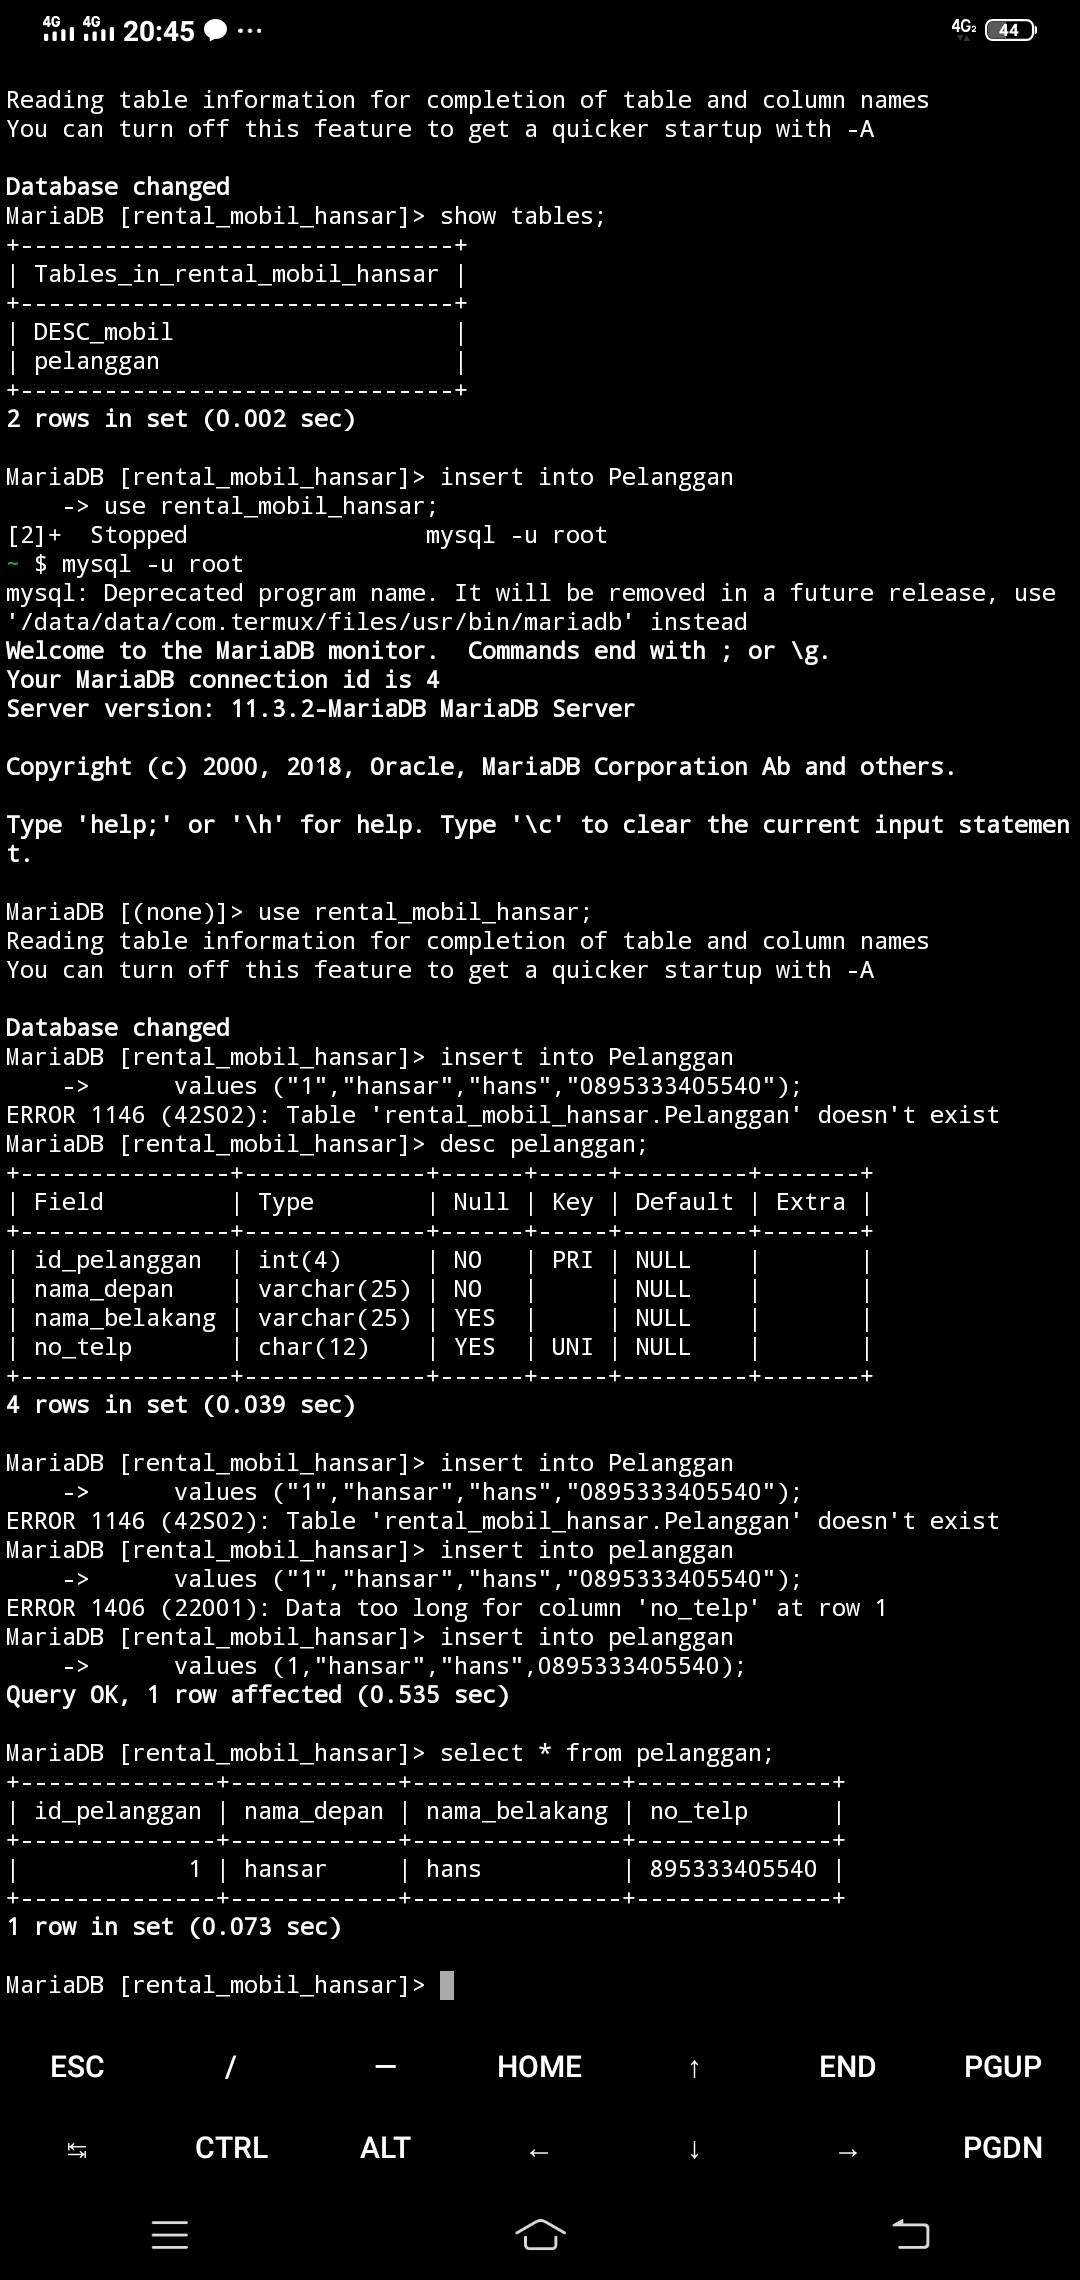 4G 4G 20:45 ... 4G2 44
Reading table information for completion of table and column names
You can turn off this feature to get a quicker startup with -A
Database changed
MariaDB [rental_mobil_hansar]> show tables;
+-------------------------------+
| Tables_in_rental_mobil_hansar |
+-------------------------------+
| DESC_mobil                    |
| pelanggan                     |
+-------------------------------+
2 rows in set (0.002 sec)
MariaDB [rental_mobil_hansar]> insert into Pelanggan
    -> use rental_mobil_hansar;
[2]+  Stopped                 mysql -u root
~ $ mysql -u root
mysql: Deprecated program name. It will be removed in a future release, use
'/data/data/com.termux/files/usr/bin/mariadb' instead
Welcome to the MariaDB monitor.  Commands end with ; or \g.
Your MariaDB connection id is 4
Server version: 11.3.2-MariaDB MariaDB Server
Copyright (c) 2000, 2018, Oracle, MariaDB Corporation Ab and others.
Type 'help;' or '\h' for help. Type '\c' to clear the current input statemen
t.
MariaDB [(none)]> use rental_mobil_hansar;
Reading table information for completion of table and column names
You can turn off this feature to get a quicker startup with -A
Database changed
MariaDB [rental_mobil_hansar]> insert into Pelanggan
    ->      values ("1","hansar","hans","0895333405540");
ERROR 1146 (42S02): Table 'rental_mobil_hansar.Pelanggan' doesn't exist
MariaDB [rental_mobil_hansar]> desc pelanggan;
+---------------+-------------+------+-----+---------+-------+
| Field         | Type        | Null | Key | Default | Extra |
+---------------+-------------+------+-----+---------+-------+
| id_pelanggan  | int(4)      | NO   | PRI | NULL    |       |
| nama_depan    | varchar(25) | NO   |     | NULL    |       |
| nama_belakang | varchar(25) | YES  |     | NULL    |       |
| no_telp       | char(12)    | YES  | UNI | NULL    |       |
+---------------+-------------+------+-----+---------+-------+
4 rows in set (0.039 sec)
MariaDB [rental_mobil_hansar]> insert into Pelanggan
    ->      values ("1","hansar","hans","0895333405540");
ERROR 1146 (42S02): Table 'rental_mobil_hansar.Pelanggan' doesn't exist
MariaDB [rental_mobil_hansar]> insert into pelanggan
    ->      values ("1","hansar","hans","0895333405540");
ERROR 1406 (22001): Data too long for column 'no_telp' at row 1
MariaDB [rental_mobil_hansar]> insert into pelanggan
    ->      values (1,"hansar","hans",0895333405540);
Query OK, 1 row affected (0.535 sec)
MariaDB [rental_mobil_hansar]> select * from pelanggan;
+--------------+------------+---------------+--------------+
| id_pelanggan | nama_depan | nama_belakang | no_telp      |
+--------------+------------+---------------+--------------+
|            1 | hansar     | hans          | 895333405540 |
+--------------+------------+---------------+--------------+
1 row in set (0.073 sec)
MariaDB [rental_mobil_hansar]>
ESC / — HOME ↑ END PGUP
↹ CTRL ALT ← ↓ → PGDN